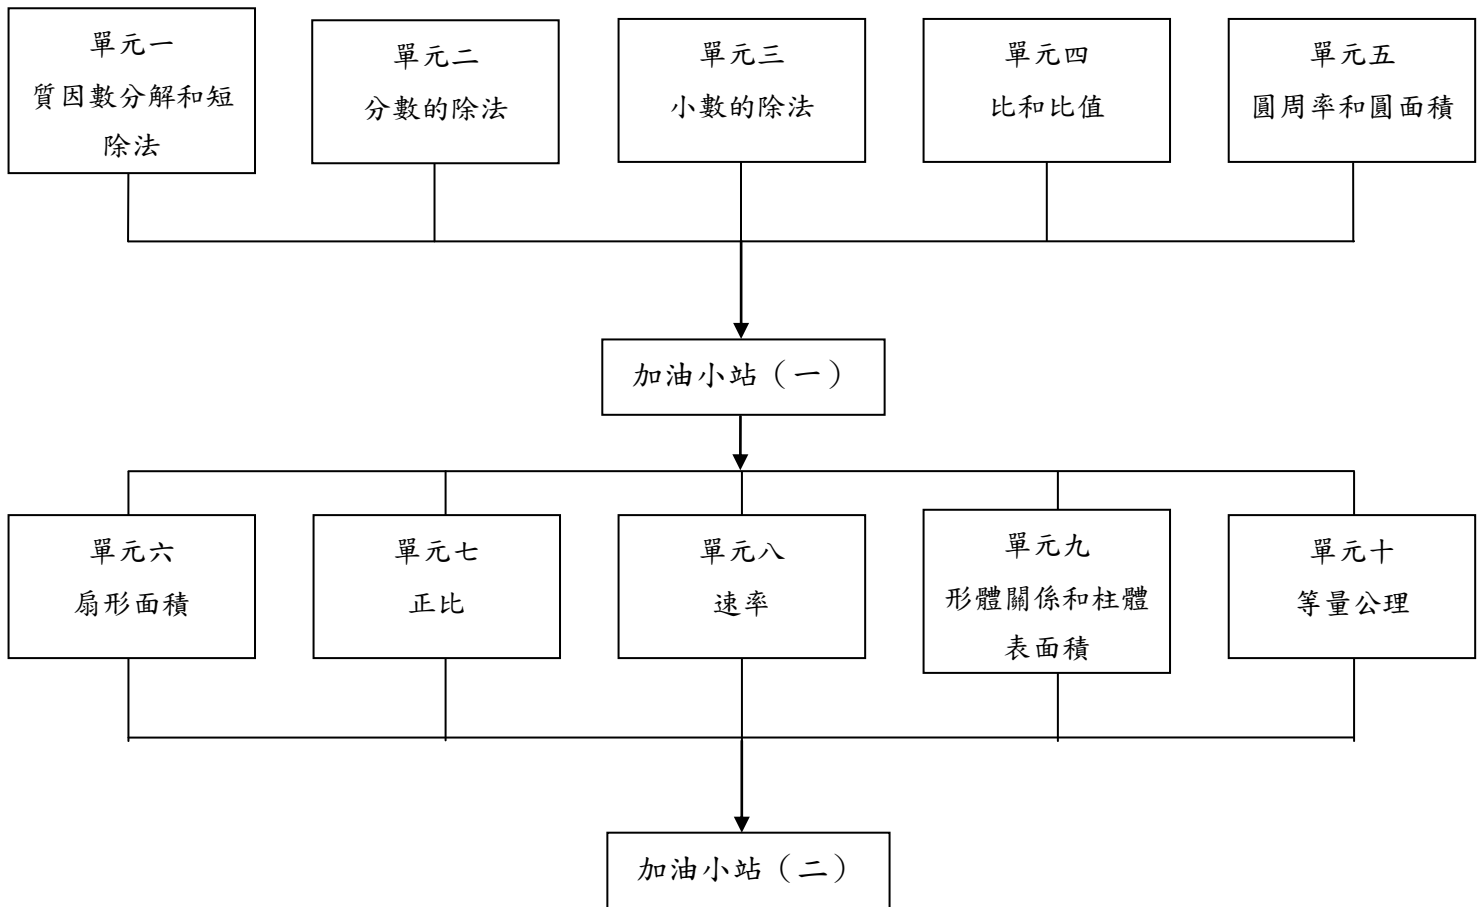 單元一
質因數分解和短
除法
單元二
分數的除法
單元三
小數的除法
單元四
比和比值
單元五
圓周率和圓面積
加油小站（一）
單元六
扇形面積
單元七
正比
單元八
速率
單元九
形體關係和柱體
表面積
單元十
等量公理
加油小站（二）